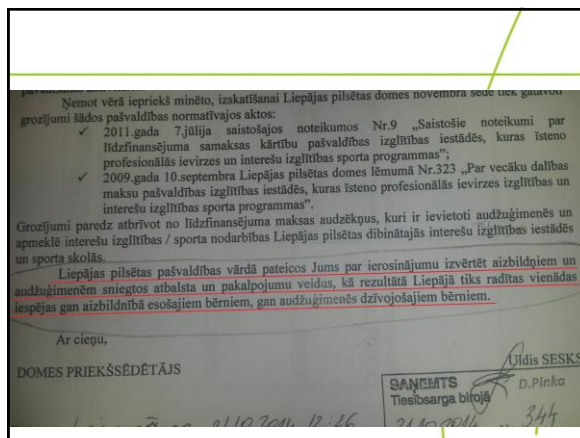 Ņemot vērā iepriekš minēto, izskatīšanai Liepājas pilsētas domes novembra sēdē tiek gatavoti
grozījumi šādos pašvaldības normatīvajos aktos:
✓ 2011.gada 7.jūlija saistošajos noteikumos Nr.9 „Saistošie noteikumi par
līdzfinansējuma samaksas kārtību pašvaldības izglītības iestādēs, kuras īsteno
profesionālās ievirzes un interešu izglītības sporta programmas”;
✓ 2009.gada 10.septembra Liepājas pilsētas domes lēmumā Nr.323 „Par vecāku dalības
maksu pašvaldības izglītības iestādēs, kuras īsteno profesionālās ievirzes izglītības un
interešu izglītības sporta programmas”.
Grozījumi paredz atbrīvot no līdzfinansējuma maksas audzēkņus, kuri ir ievietoti audžuģimenēs un
apmeklē interešu izglītības / sporta nodarbības Liepājas pilsētas dibinātajās interešu izglītības iestādēs
un sporta skolās.
Liepājas pilsētas pašvaldības vārdā pateicos Jums par ierosinājumu izvērtēt aizbildņiem un
audžuģimenēm sniegtos atbalsta un pakalpojumu veidus, kā rezultātā Liepājā tiks radītas vienādas
iespējas gan aizbildnībā esošajiem bērniem, gan audžuģimenēs dzīvojošajiem bērniem.
Ar cieņu,
DOMES PRIEKŠSĒDĒTĀJS
Uldis SESKS
SAŅEMTS
D.Pinka
Tiesībsarga birojā
21.10.2014 12:26
21.10.2014
344